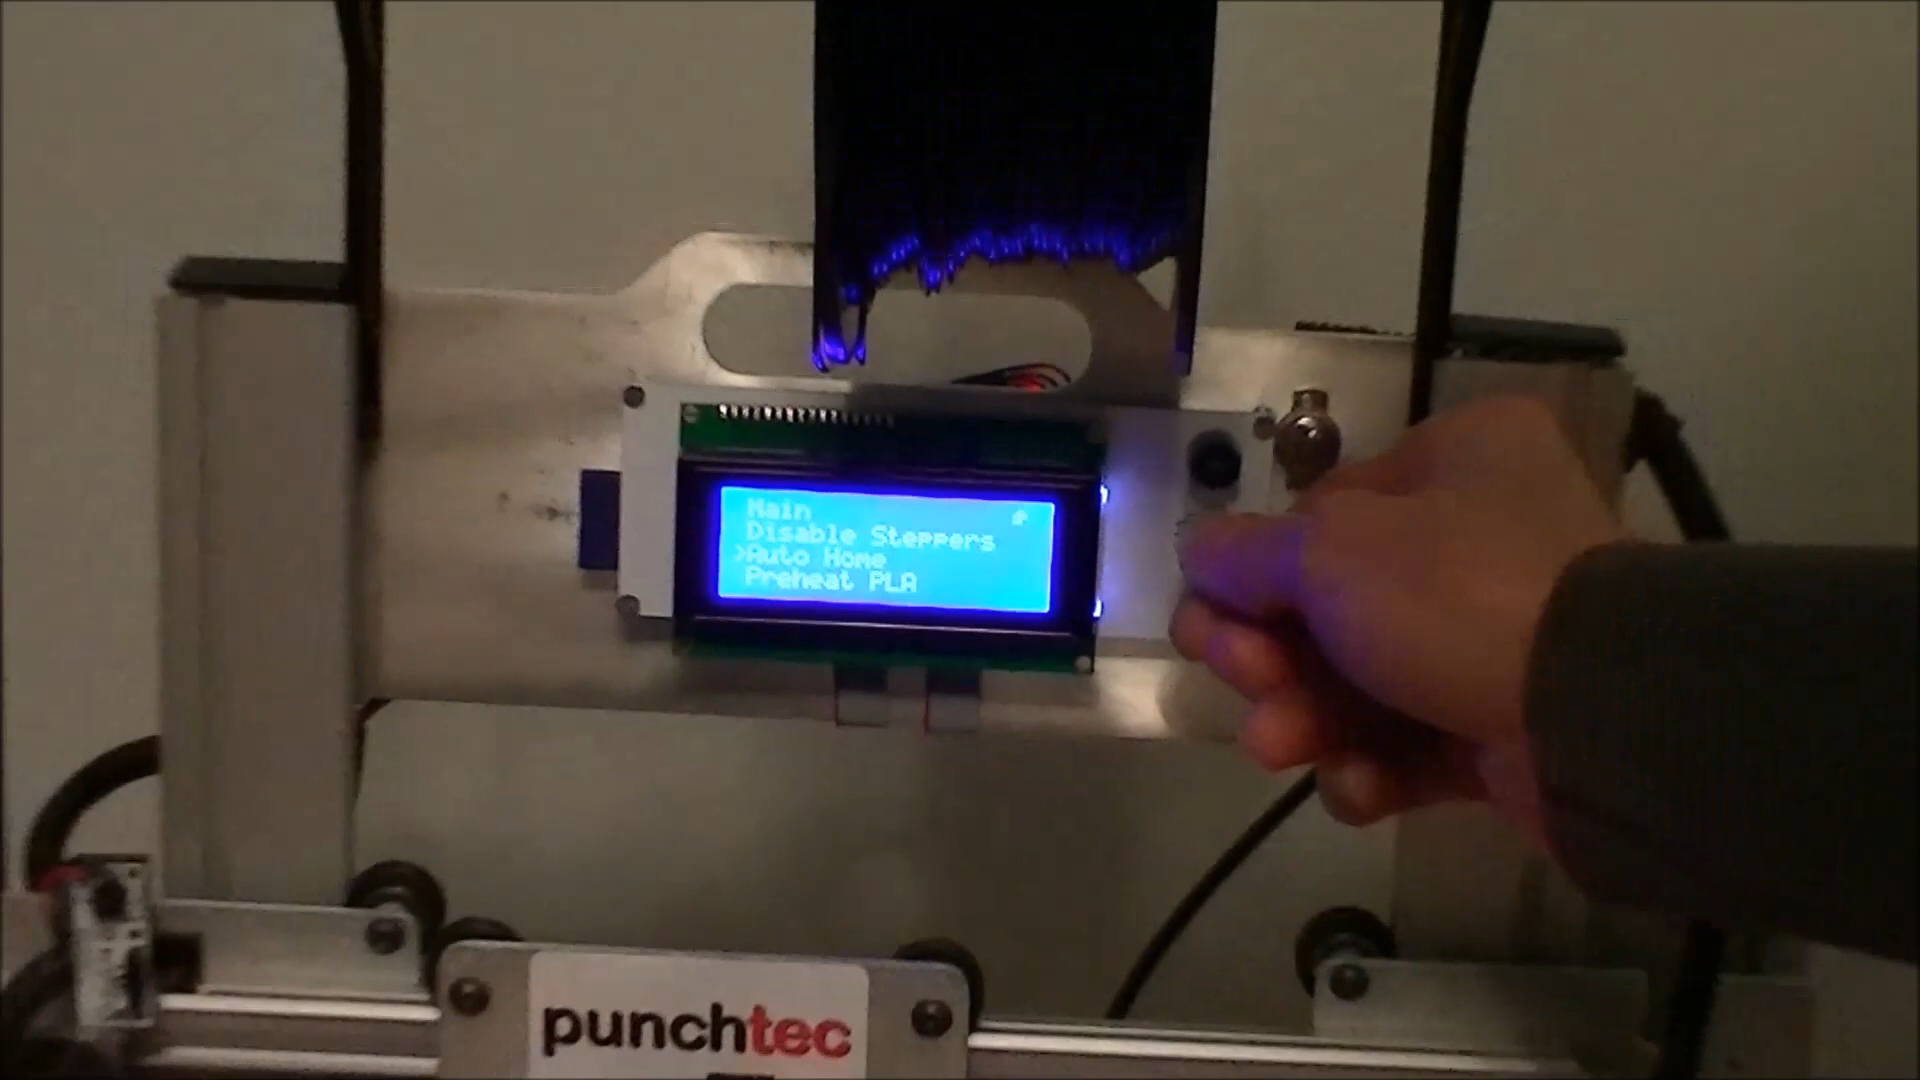 Main
Disable Steppers
>Auto Home
Preheat PLA
punchtec